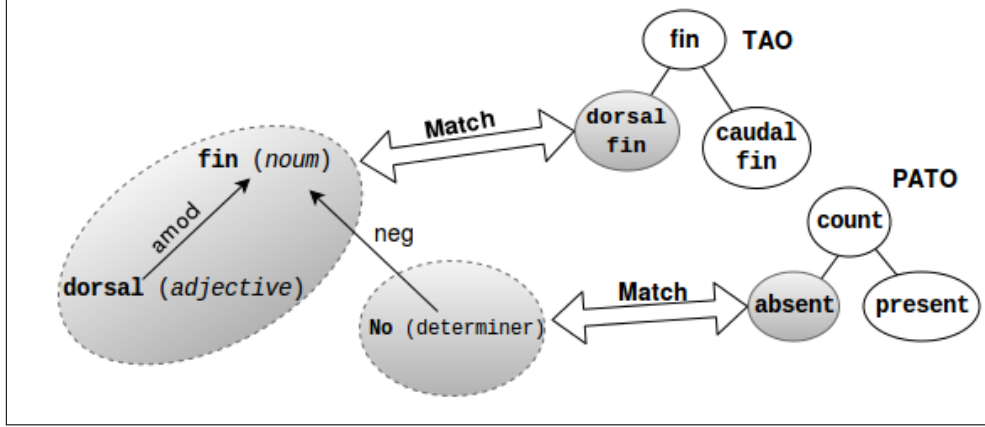 fin TAO
dorsal
fin
caudal
fin
Match
fin (noum)
amod
dorsal (adjective)
neg
No (determiner)
PATO
count
Match
absent
present